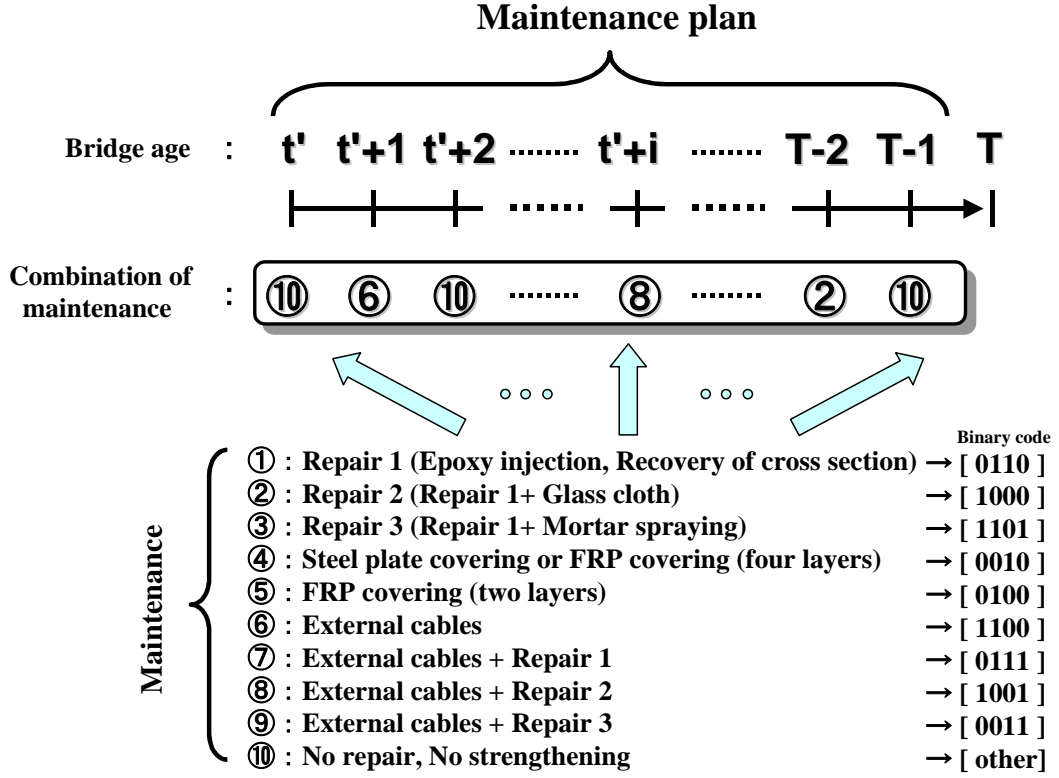 Maintenance plan
Bridge age : t' t'+1 t'+2 ........ t'+i ........ T-2 T-1 T
Combination of
maintenance : ⑩ ⑥ ⑩ ........ ⑧ ........ ② ⑩
Binary code
① : Repair 1 (Epoxy injection, Recovery of cross section) → [ 0110 ]
② : Repair 2 (Repair 1+ Glass cloth) → [ 1000 ]
③ : Repair 3 (Repair 1+ Mortar spraying) → [ 1101 ]
④ : Steel plate covering or FRP covering (four layers) → [ 0010 ]
⑤ : FRP covering (two layers) → [ 0100 ]
⑥ : External cables → [ 1100 ]
⑦ : External cables + Repair 1 → [ 0111 ]
⑧ : External cables + Repair 2 → [ 1001 ]
⑨ : External cables + Repair 3 → [ 0011 ]
⑩ : No repair, No strengthening → [ other]
Maintenance